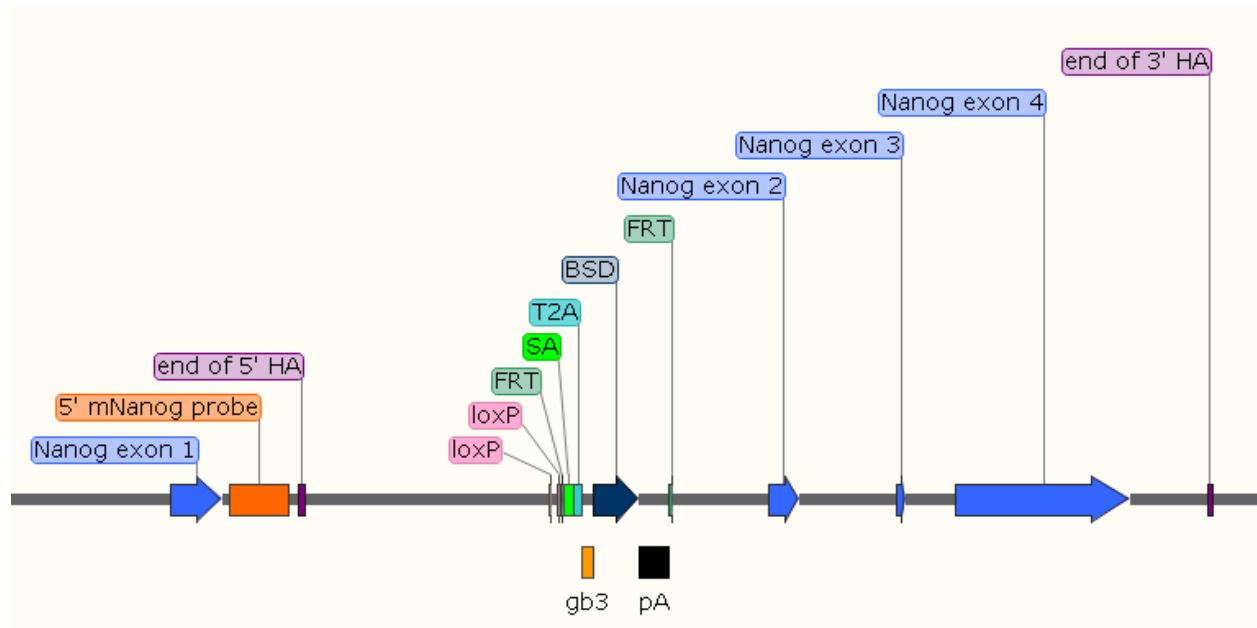 end of 3' HA
Nanog exon 4
Nanog exon 3
Nanog exon 2
FRT
BSD
T2A
SA
end of 5' HA
FRT
5' mNanog probe
loxP
Nanog exon 1
loxP
gb3
pA